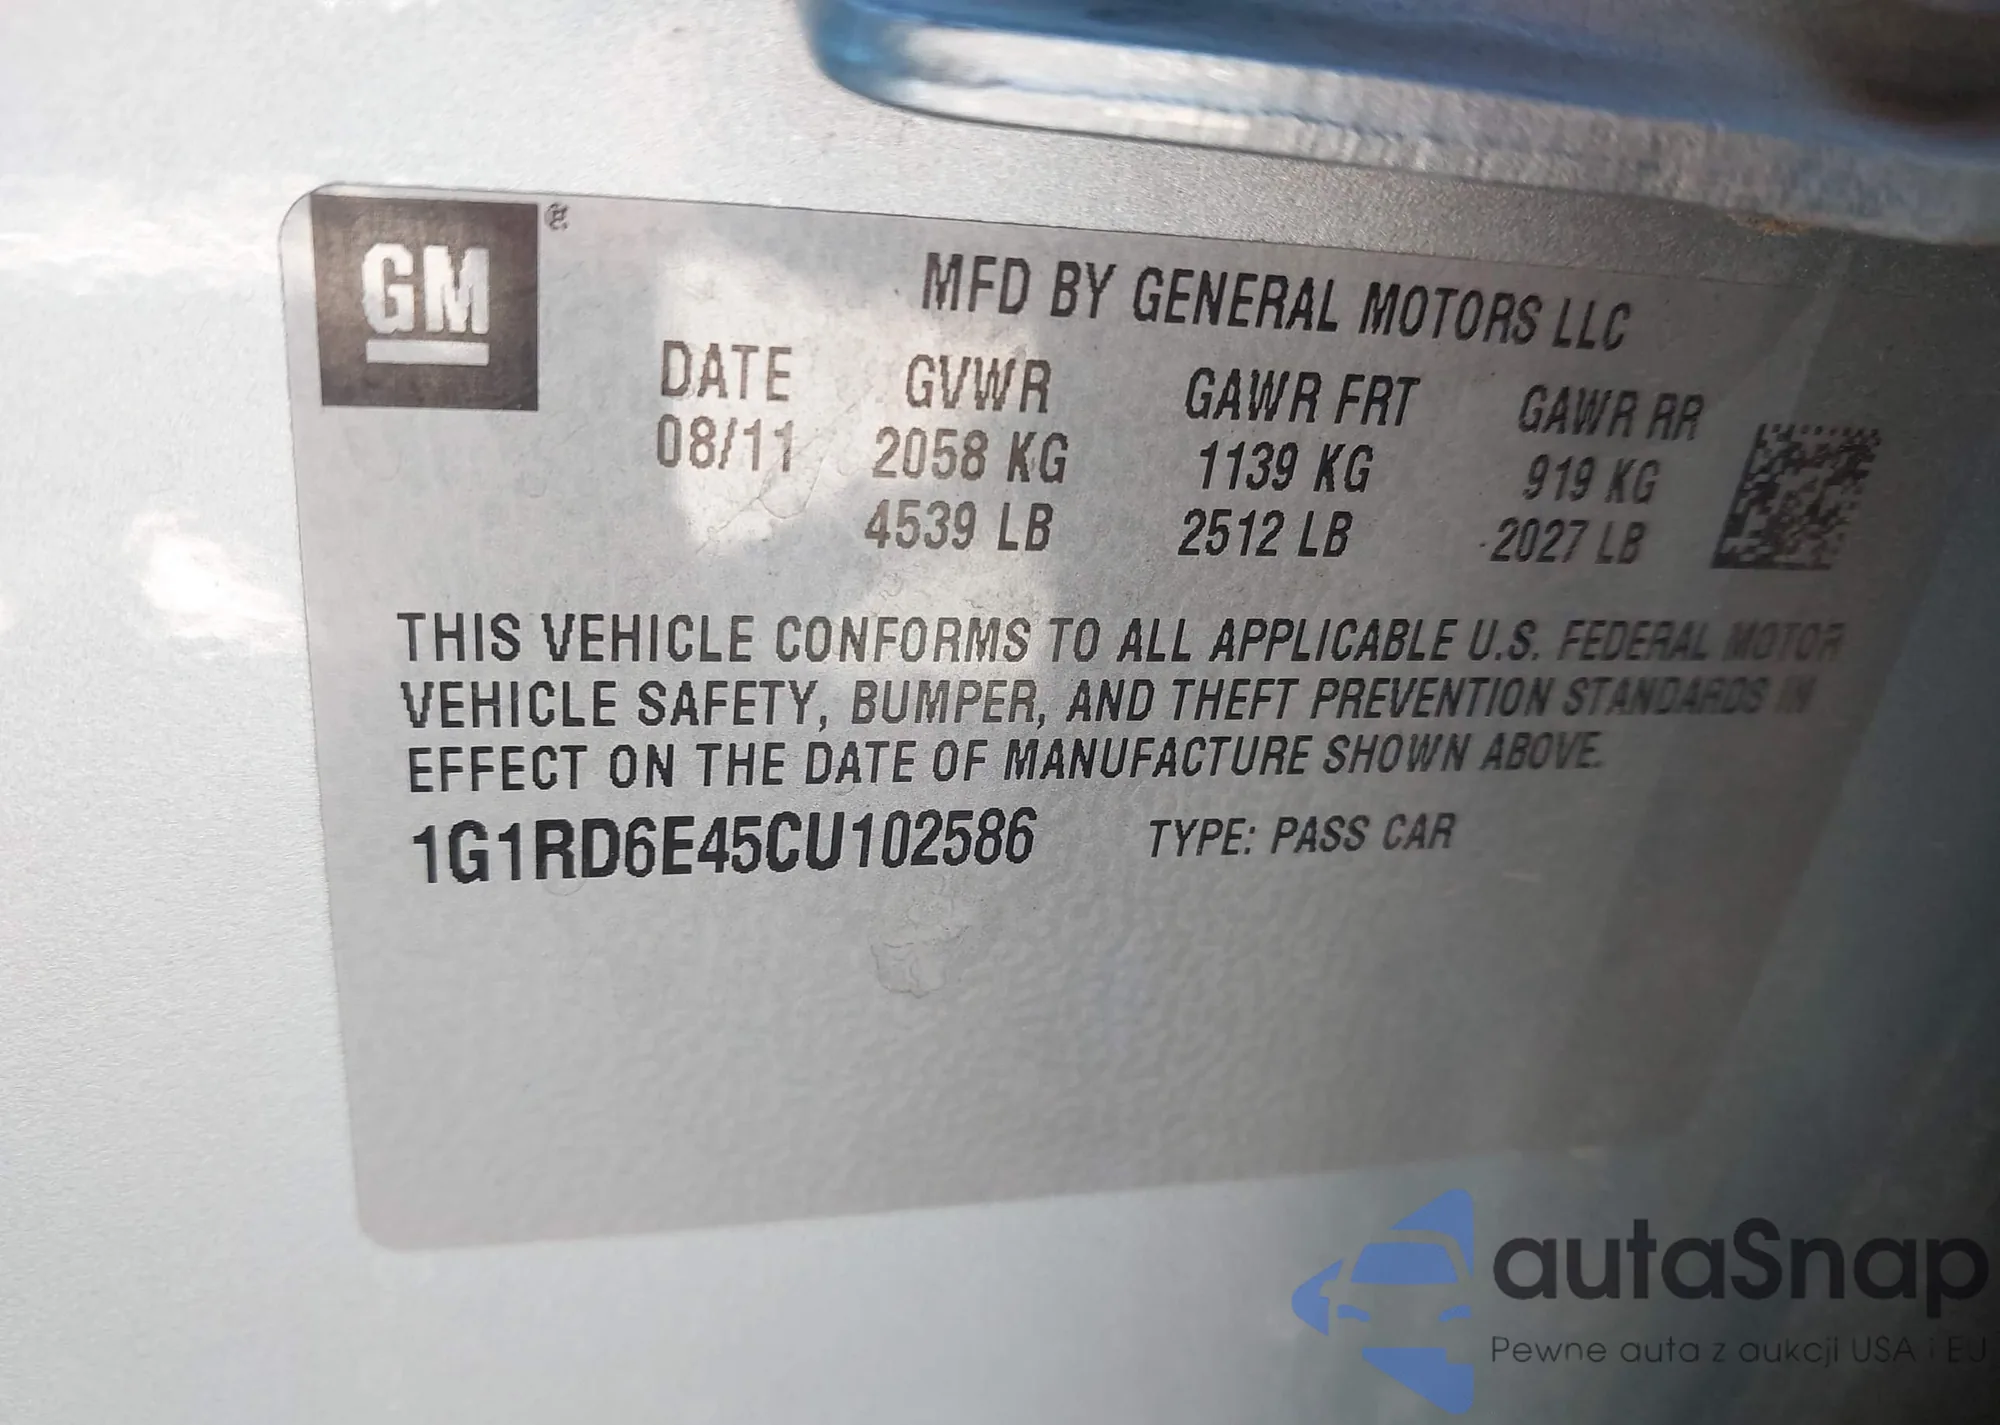 GM ®
MFD BY GENERAL MOTORS LLC
DATE GVWR GAWR FRT GAWR RR
08/11 2058 KG 1139 KG 919 KG
4539 LB 2512 LB 2027 LB
THIS VEHICLE CONFORMS TO ALL APPLICABLE U.S. FEDERAL MOTOR
VEHICLE SAFETY, BUMPER, AND THEFT PREVENTION STANDARDS IN
EFFECT ON THE DATE OF MANUFACTURE SHOWN ABOVE.
1G1RD6E45CU102586 TYPE: PASS CAR
autaSnap
Pewne auta z aukcji USA i EU